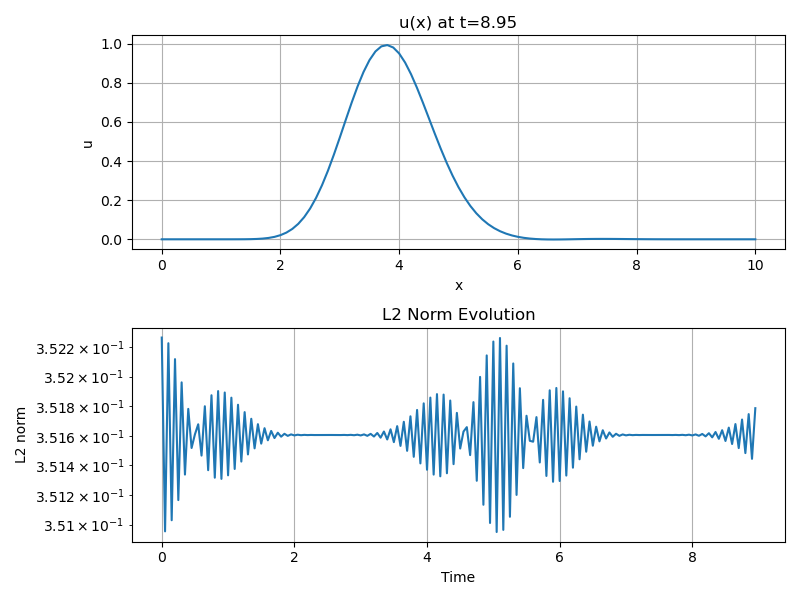 u(x) at t=8.95
1.0
0.8
0.6
0.4
0.2
0.0
u
0 2 4 6 8 10
x
L2 Norm Evolution
3.522 × 10⁻¹
3.52 × 10⁻¹
3.518 × 10⁻¹
3.516 × 10⁻¹
3.514 × 10⁻¹
3.512 × 10⁻¹
3.51 × 10⁻¹
L2 norm
0 2 4 6 8
Time